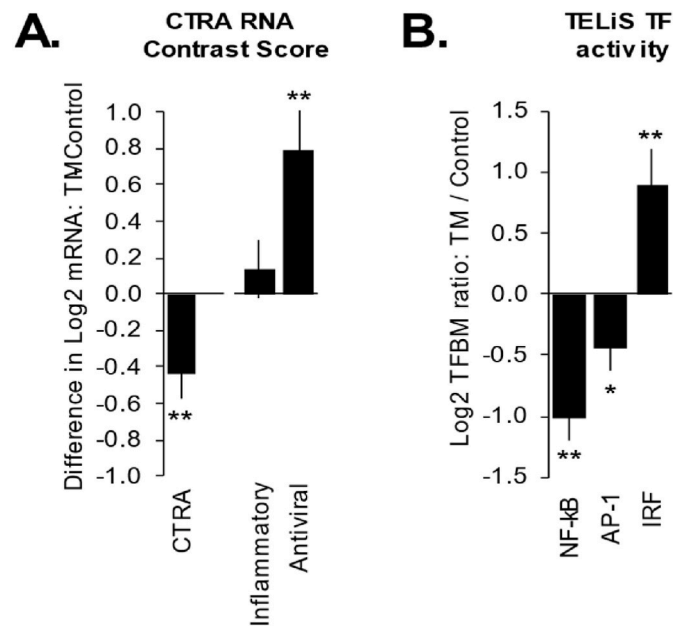 A.
CTRA RNA
Contrast Score
Difference in Log2 mRNA: TMControl
1.0
0.8
0.6
0.4
0.2
0.0
-0.2
-0.4
-0.6
-0.8
-1.0
**
**
CTRA
Inflammatory
Antiviral
B.
TELiS TF
activity
Log2 TFBM ratio: TM / Control
1.5
1.0
0.5
0.0
-0.5
-1.0
-1.5
**
*
**
NF-kB
AP-1
IRF